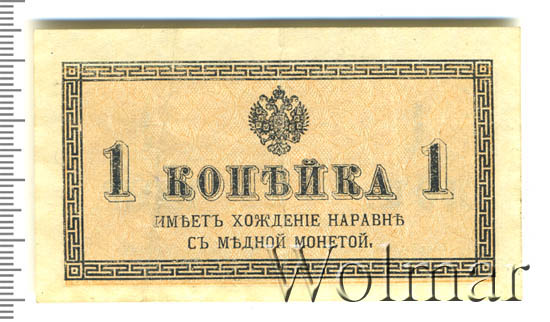 1 КОПѢЙКА 1
ИМѢЕТЪ ХОЖДЕНІЕ НАРАВНѢ
СЪ МѢДНОЙ МОНЕТОЙ.
Wolmar